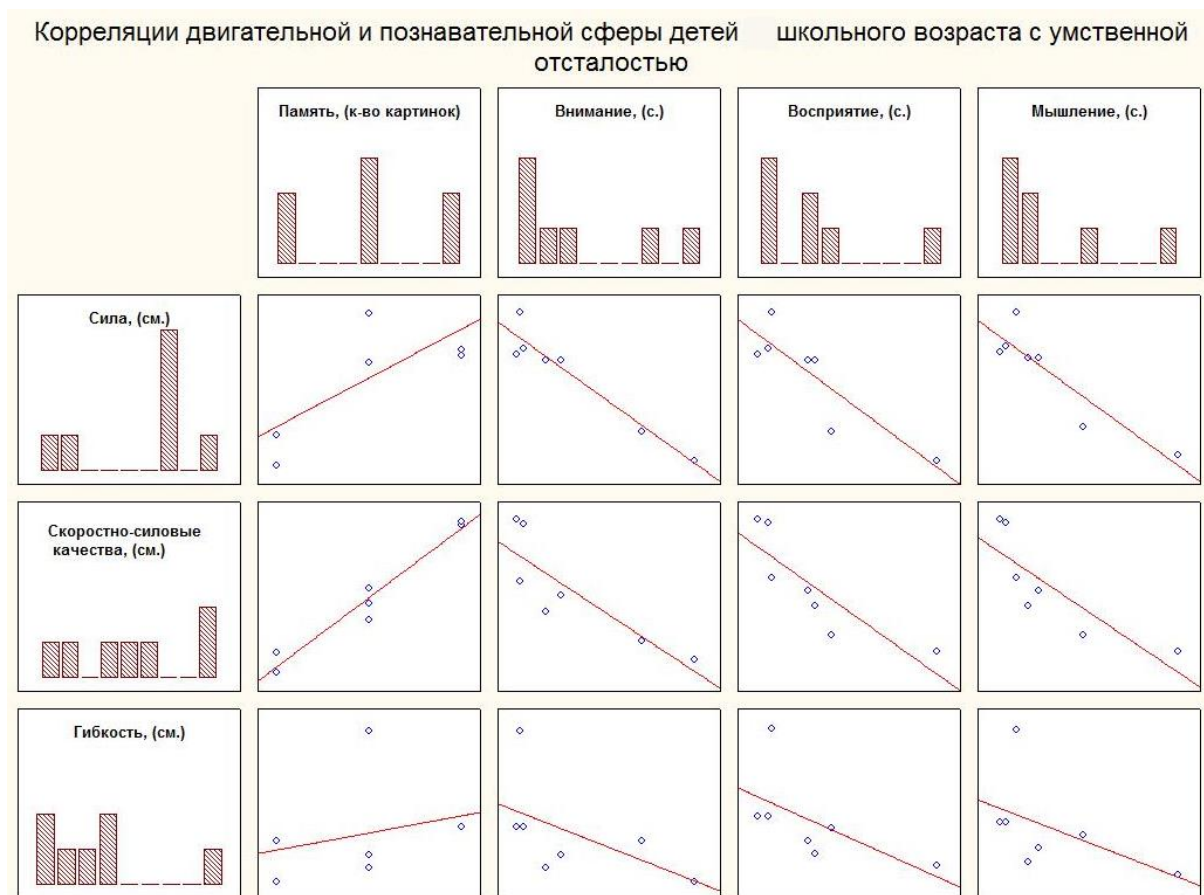 Корреляции двигательной и познавательной сферы детей школьного возраста с умственной
отсталостью
Память, (к-во картинок)
Внимание, (с.)
Восприятие, (с.)
Мышление, (с.)
Сила, (см.)
Скоростно-силовые
качества, (см.)
Гибкость, (см.)